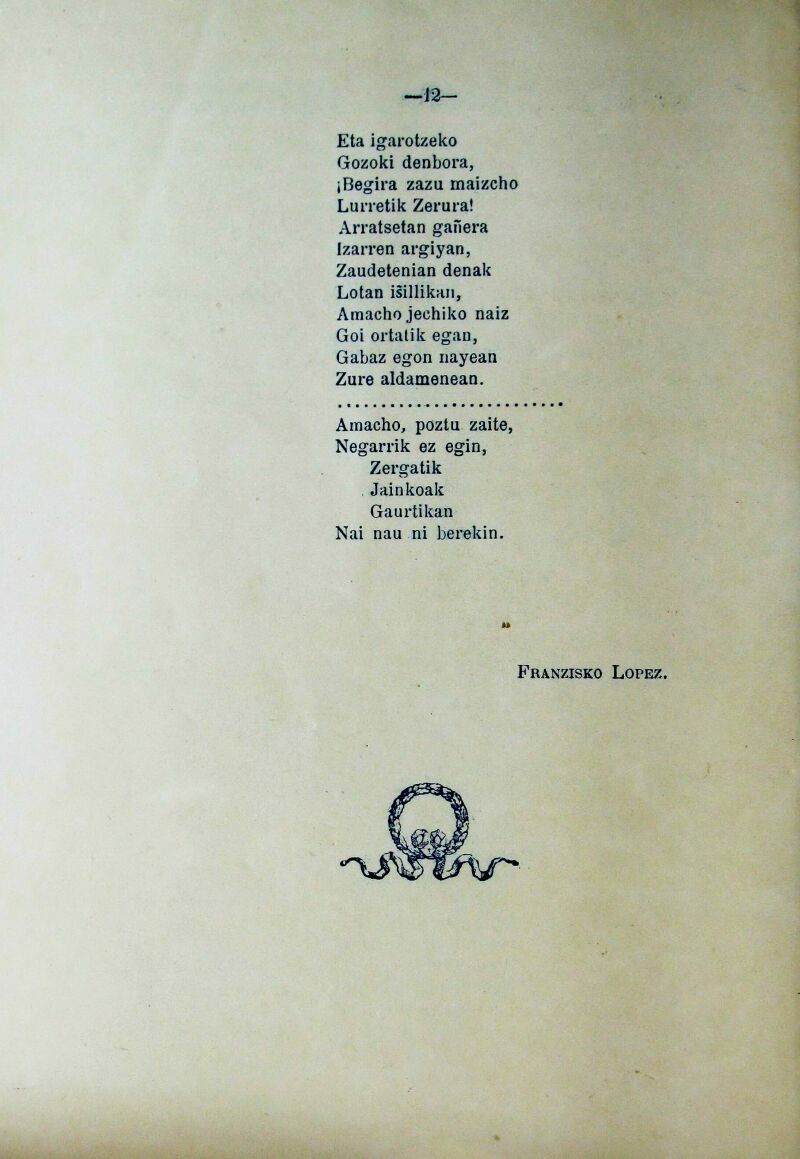 —12—
Eta igarotzeko
Gozoki denbora,
¡Begira zazu maizcho
Lurretik Zerura!
Arratsetan gañera
Izarren argiyan,
Zaudetenian denak
Lotan išillikan,
Amacho jechiko naiz
Goi ortatik egan,
Gabaz egon nayean
Zure aldamenean.
..........................
Amacho, poztu zaite,
Negarrik ez egin,
Zergatik
Jainkoak
Gaurtikan
Nai nau ni berekin.
FRANZISKO LOPEZ.